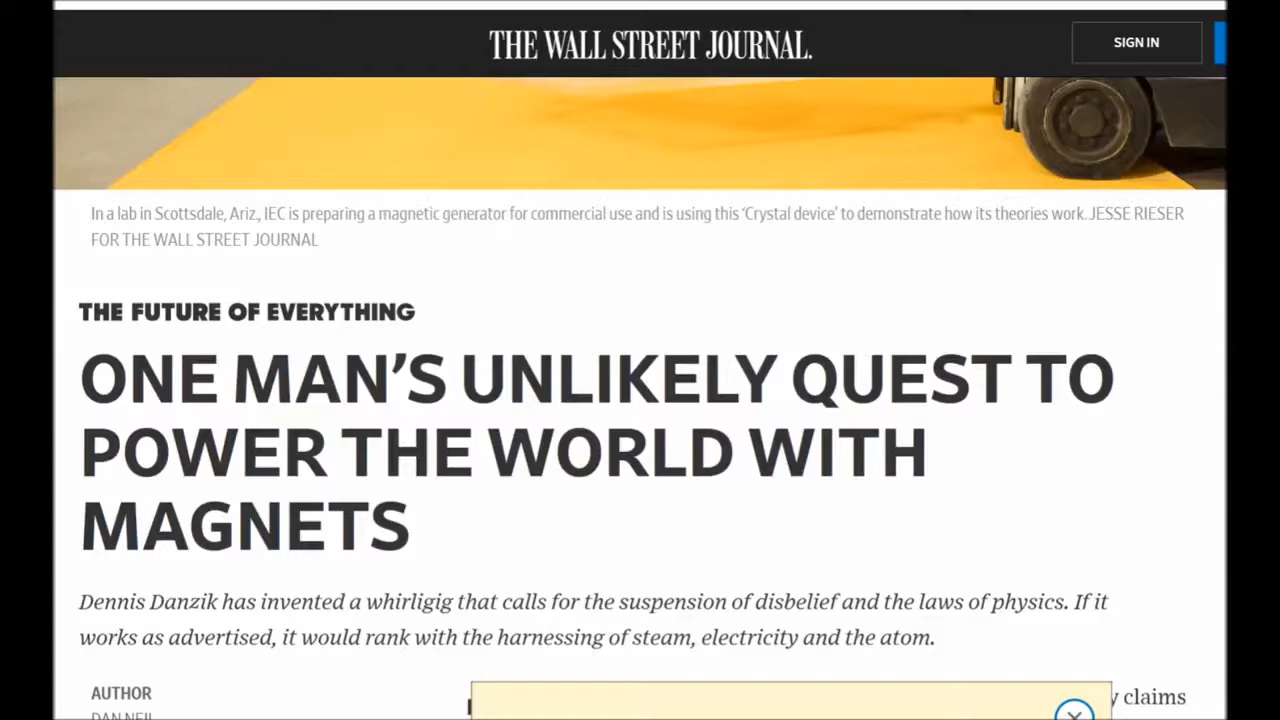 THE WALL STREET JOURNAL.
SIGN IN
In a lab in Scottsdale, Ariz., IEC is preparing a magnetic generator for commercial use and is using this ‘Crystal device’ to demonstrate how its theories work. JESSE RIESER
FOR THE WALL STREET JOURNAL
THE FUTURE OF EVERYTHING
ONE MAN’S UNLIKELY QUEST TO
POWER THE WORLD WITH
MAGNETS
Dennis Danzik has invented a whirligig that calls for the suspension of disbelief and the laws of physics. If it
works as advertised, it would rank with the harnessing of steam, electricity and the atom.
AUTHOR
DAN NEIL
claims